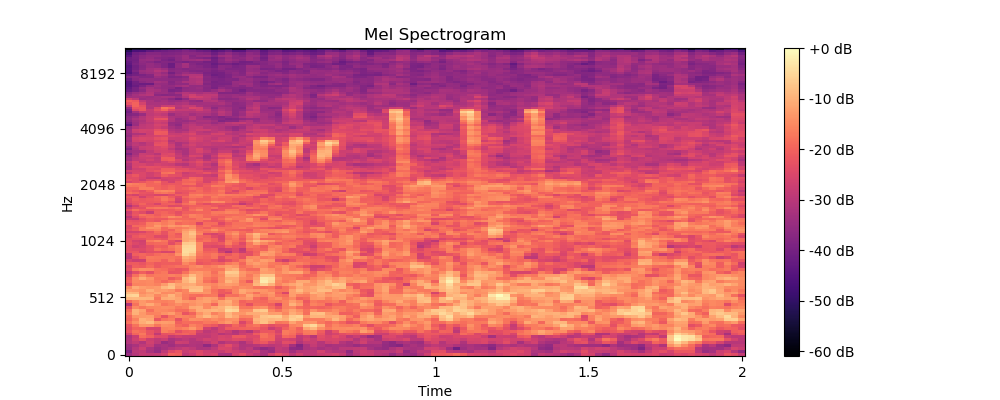 Mel Spectrogram
Hz
8192
4096
2048
1024
512
0
0
0.5
1
1.5
2
Time
+0 dB
-10 dB
-20 dB
-30 dB
-40 dB
-50 dB
-60 dB